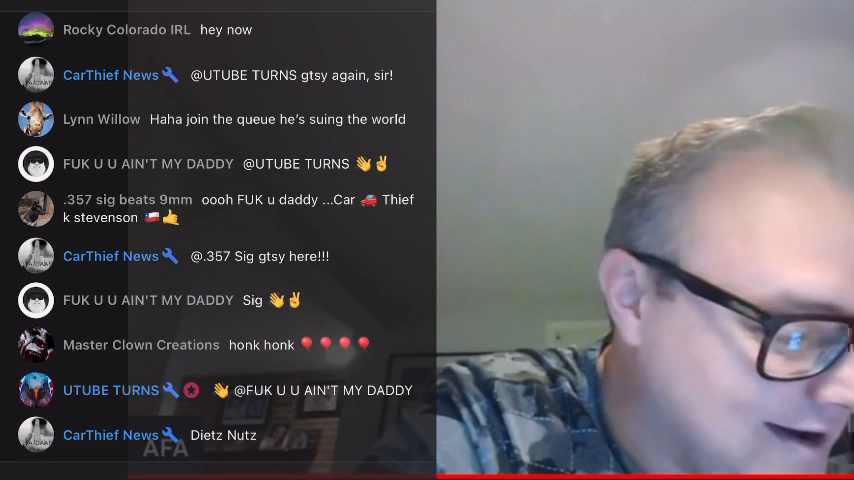 Rocky Colorado IRL hey now
CarThief News🔧 @UTUBE TURNS gtsy again, sir!
Lynn Willow Haha join the queue he's suing the world
FUK U U AIN'T MY DADDY @UTUBE TURNS 👋✌️
.357 sig beats 9mm oooh FUK u daddy ...Car 🚗 Thief
k stevenson 🇨🇱🤙
CarThief News🔧 @.357 Sig gtsy here!!!
FUK U U AIN'T MY DADDY Sig 👋✌️
Master Clown Creations honk honk 🎈🎈🎈🎈
UTUBE TURNS🔧 👋 @FUK U U AIN'T MY DADDY
CarThief News🔧 Dietz Nutz
AFA